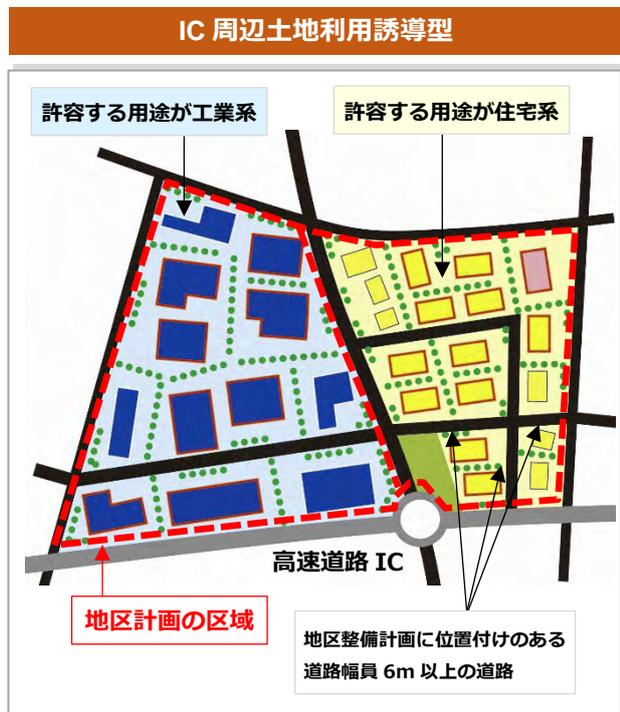 IC 周辺土地利用誘導型
許容する用途が工業系
許容する用途が住宅系
高速道路 IC
地区計画の区域
地区整備計画に位置付けのある
道路幅員 6m 以上の道路